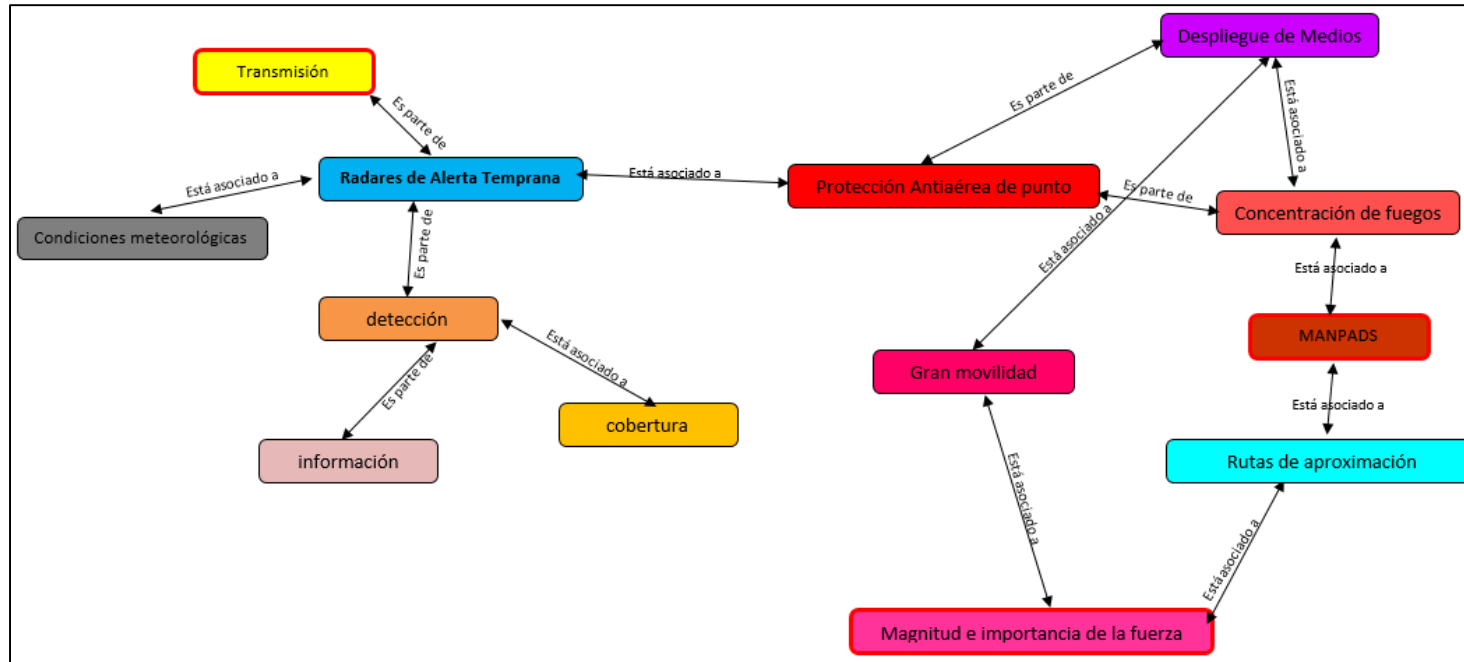 Despliegue de Medios
Transmisión
Es parte de
Es parte de
Está asociado a
Radares de Alerta Temprana
Está asociado a
Está asociado a
Protección Antiaérea de punto
Es parte de
Concentración de fuegos
Condiciones meteorológicas
Es parte de
Está asociado a
Está asociado a
detección
MANPADS
Está asociado a
Es parte de
Gran movilidad
Está asociado a
cobertura
información
Rutas de aproximación
Está asociado a
Está asociado a
Magnitud e importancia de la fuerza